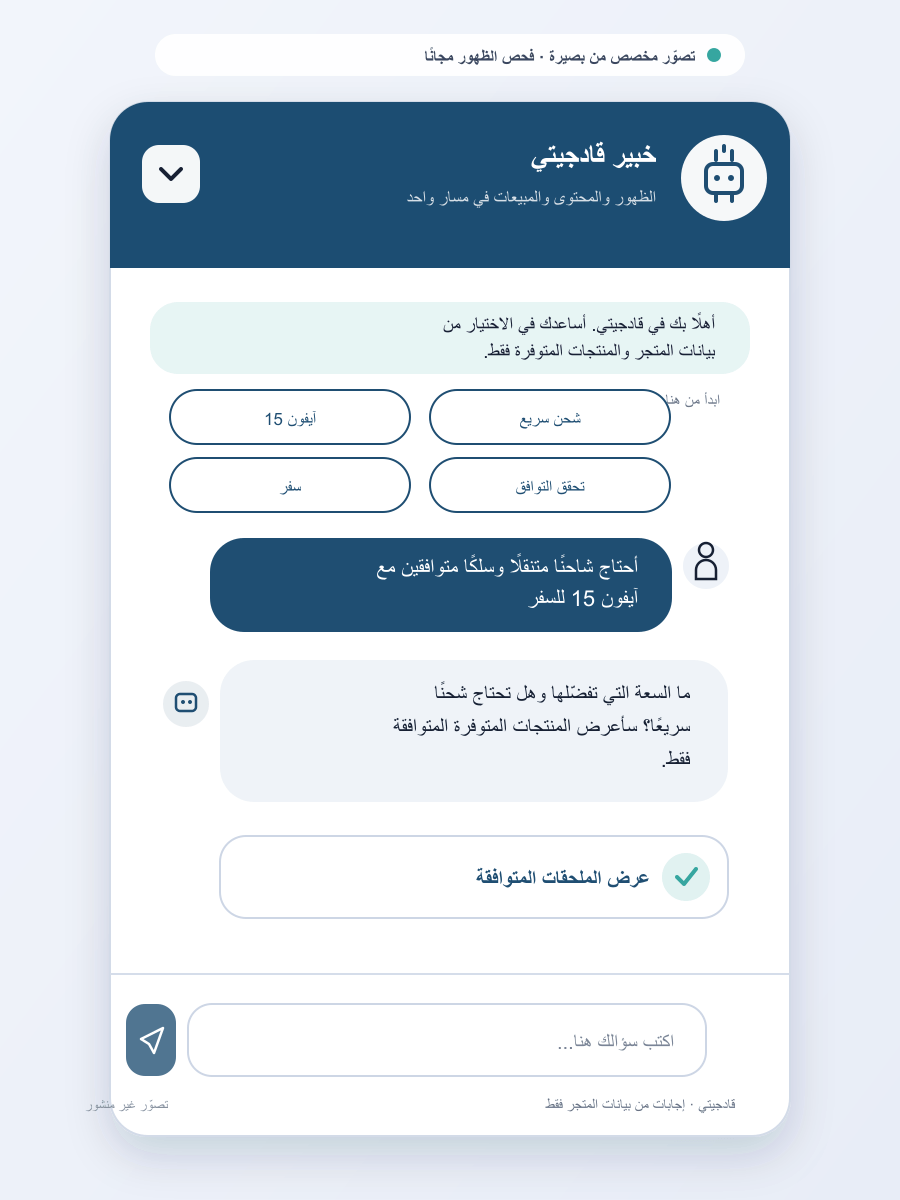 تصوّر مخصص من بصيرة · فحص الظهور مجانًا
خبير قادجيتي
الظهور والمحتوى والمبيعات في مسار واحد
أهلًا بك في قادجيتي. أساعدك في الاختيار من
بيانات المتجر والمنتجات المتوفرة فقط.
ابدأ من هنا
شحن سريع
آيفون 15
تحقق التوافق
سفر
أحتاج شاحنًا متنقلًا وسلكًا متوافقين مع
آيفون 15 للسفر
ما السعة التي تفضّلها وهل تحتاج شحنًا
سريعًا؟ سأعرض المنتجات المتوفرة المتوافقة
فقط.
عرض الملحقات المتوافقة
اكتب سؤالك هنا...
قادجيتي · إجابات من بيانات المتجر فقط
تصوّر غير منشور